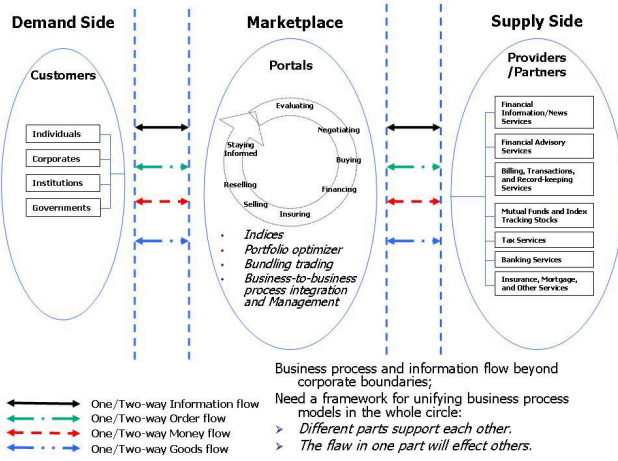 Demand Side
Marketplace
Supply Side
Customers
Individuals
Corporates
Institutions
Governments
Portals
Evaluating
Negotiating
Buying
Financing
Insuring
Selling
Reselling
Staying
Informed
• Indices
• Portfolio optimizer
• Bundling trading
• Business-to-business
process integration
and Management
Providers
/Partners
Financial
Information/News
Services
Financial Advisory
Services
Billing, Transactions,
and Record-keeping
Services
Mutual Funds and Index
Tracking Stocks
Tax Services
Banking Services
Insurance, Mortgage,
and Other Services
One/Two-way Information flow
One/Two-way Order flow
One/Two-way Money flow
One/Two-way Goods flow
Business process and information flow beyond
corporate boundaries;
Need a framework for unifying business process
models in the whole circle:
➢ Different parts support each other.
➢ The flaw in one part will effect others.